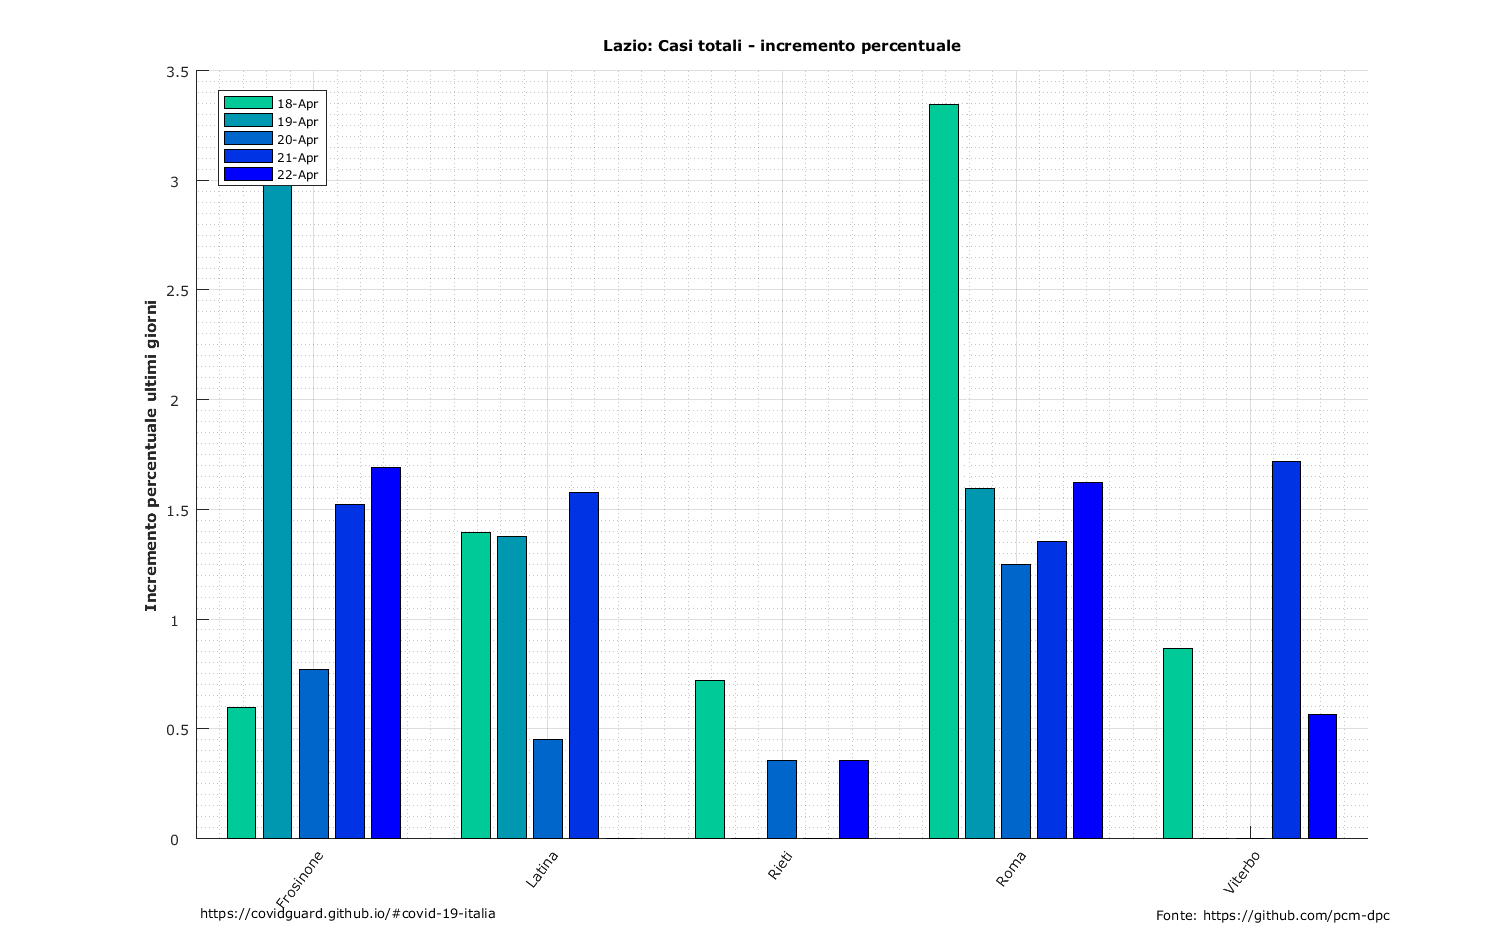 Lazio: Casi totali - incremento percentuale
3.5
3
2.5
2
1.5
1
0.5
0
Incremento percentuale ultimi giorni
18-Apr
19-Apr
20-Apr
21-Apr
22-Apr
Frosinone
Latina
Rieti
Roma
Viterbo
https://covidguard.github.io/#covid-19-italia
Fonte: https://github.com/pcm-dpc